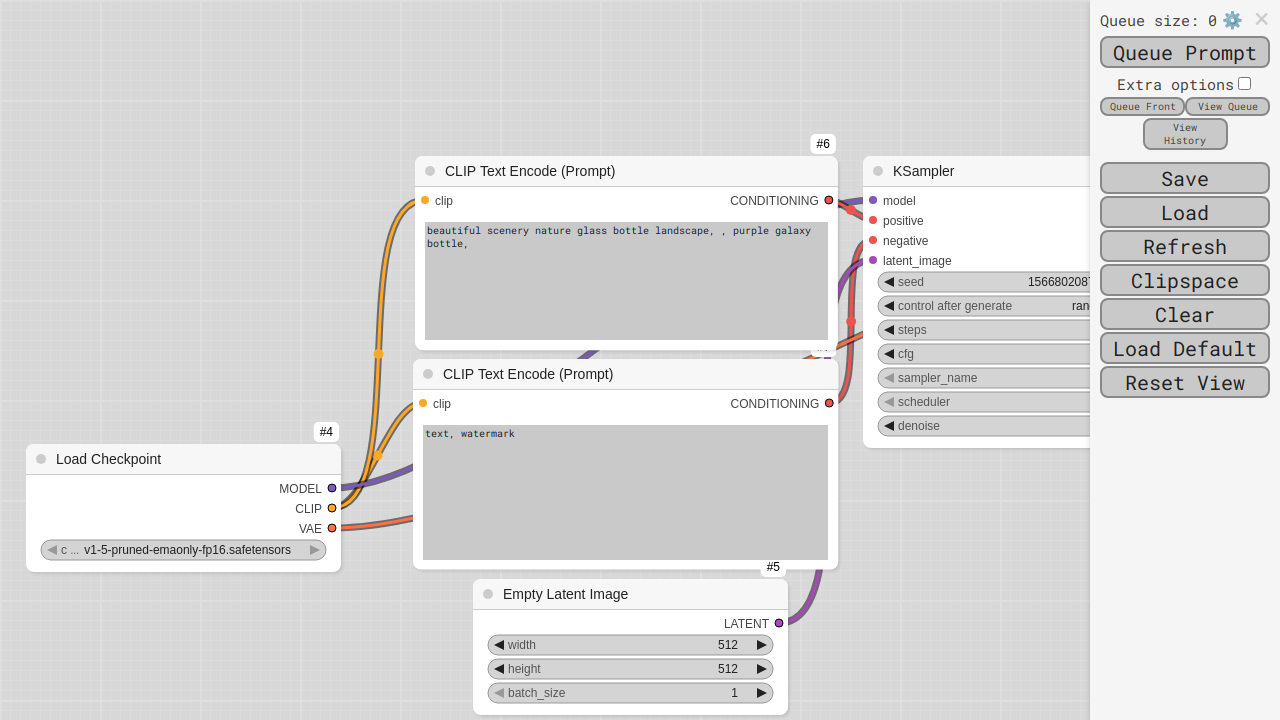 Queue size: 0
Queue Prompt
Extra options
Queue Front
View Queue
View
History
Save
Load
Refresh
Clipspace
Clear
Load Default
Reset View
#6
CLIP Text Encode (Prompt)
clip
CONDITIONING
beautiful scenery nature glass bottle landscape, , purple galaxy
bottle,
KSampler
model
positive
negative
latent_image
seed
control after generate
steps
cfg
sampler_name
scheduler
denoise
CLIP Text Encode (Prompt)
clip
CONDITIONING
text, watermark
#4
Load Checkpoint
MODEL
CLIP
VAE
c ... v1-5-pruned-emaonly-fp16.safetensors
#5
Empty Latent Image
LATENT
width 512
height 512
batch_size 1